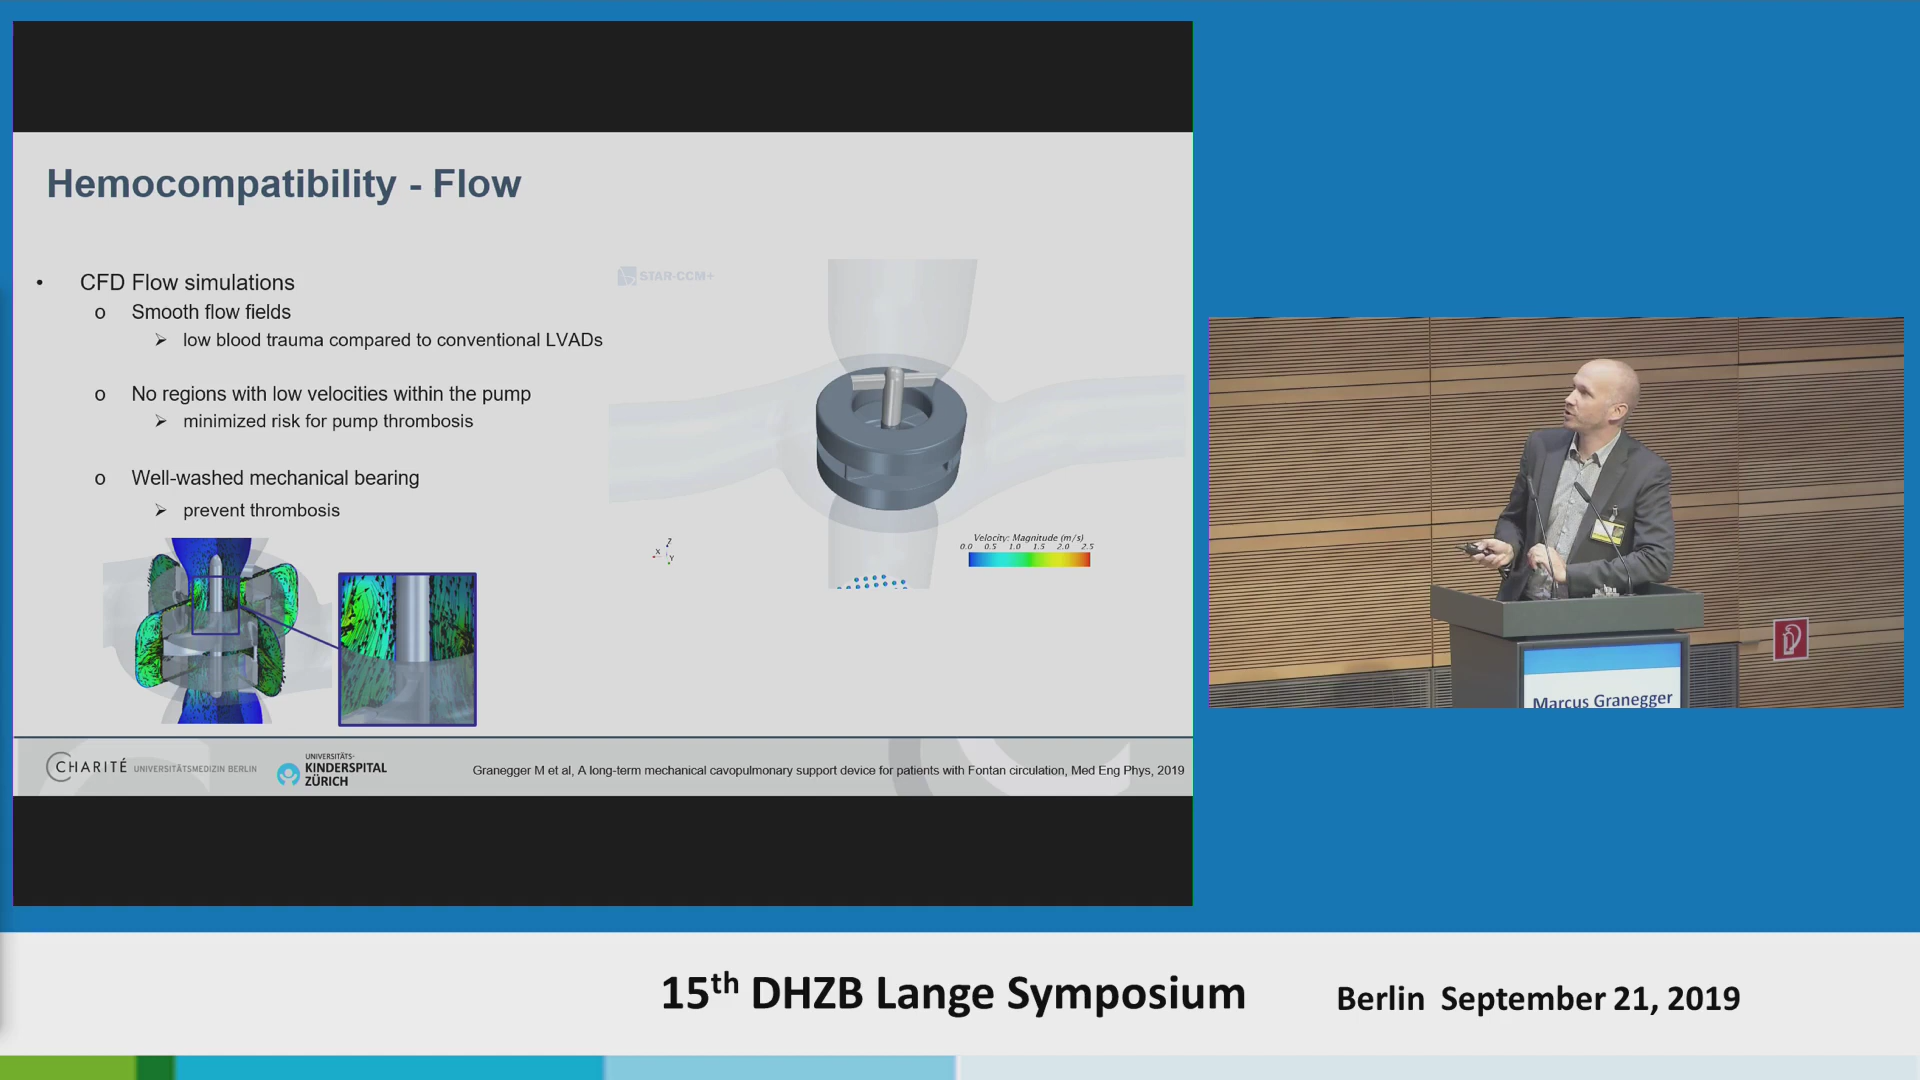 Hemocompatibility - Flow
• CFD Flow simulations
o Smooth flow fields
➢ low blood trauma compared to conventional LVADs
o No regions with low velocities within the pump
➢ minimized risk for pump thrombosis
o Well-washed mechanical bearing
➢ prevent thrombosis
STAR-CCM+
Z
X
Y
Velocity: Magnitude (m/s)
0.0 0.5 1.0 1.5 2.0 2.5
CHARITÉ UNIVERSITÄTSMEDIZIN BERLIN
UNIVERSITÄTS-
KINDERSPITAL
ZÜRICH
Granegger M et al, A long-term mechanical cavopulmonary support device for patients with Fontan circulation, Med Eng Phys, 2019
Marcus Granegger
15th DHZB Lange Symposium
Berlin September 21, 2019